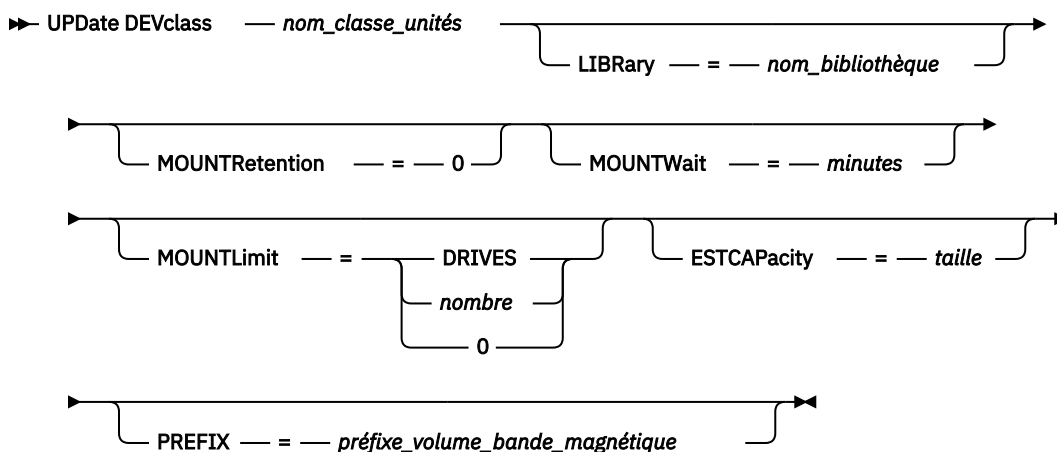 UPDate DEVclass nom_classe_unités
LIBRary = nom_bibliothèque
MOUNTRetention = 0 MOUNTWait = minutes
MOUNTLimit = DRIVES ESTCAPacity = taille
nombre
0
PREFIX = préfixe_volume_bande_magnétique